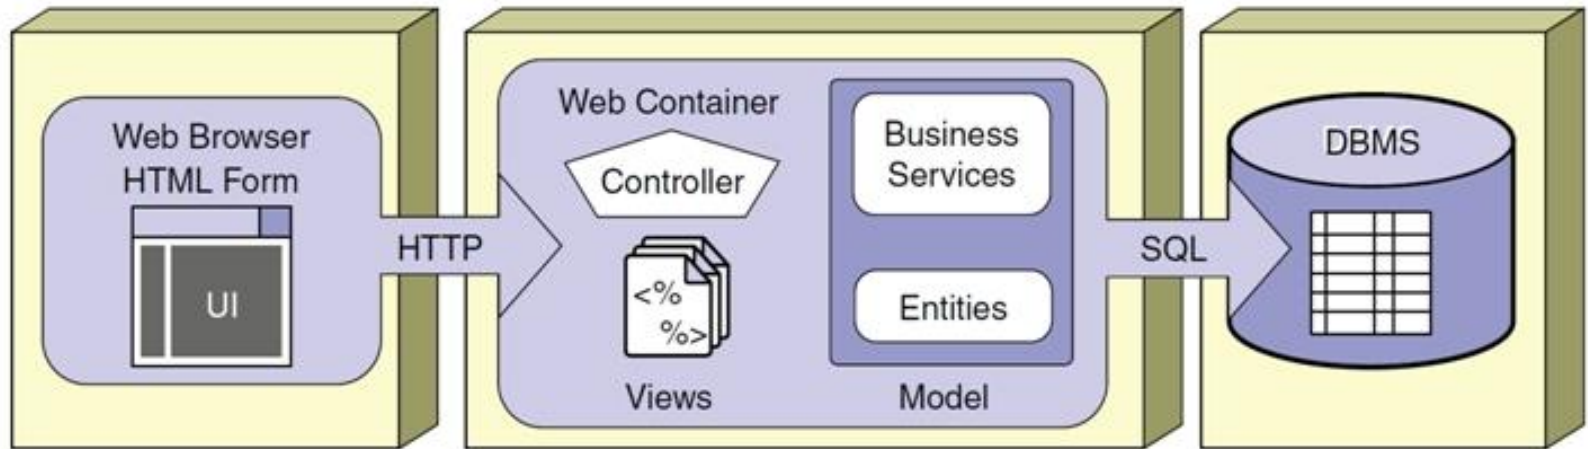 Web Browser
HTML Form
UI
HTTP
Web Container
Controller
<%
%>
Views
Business
Services
Entities
Model
SQL
DBMS